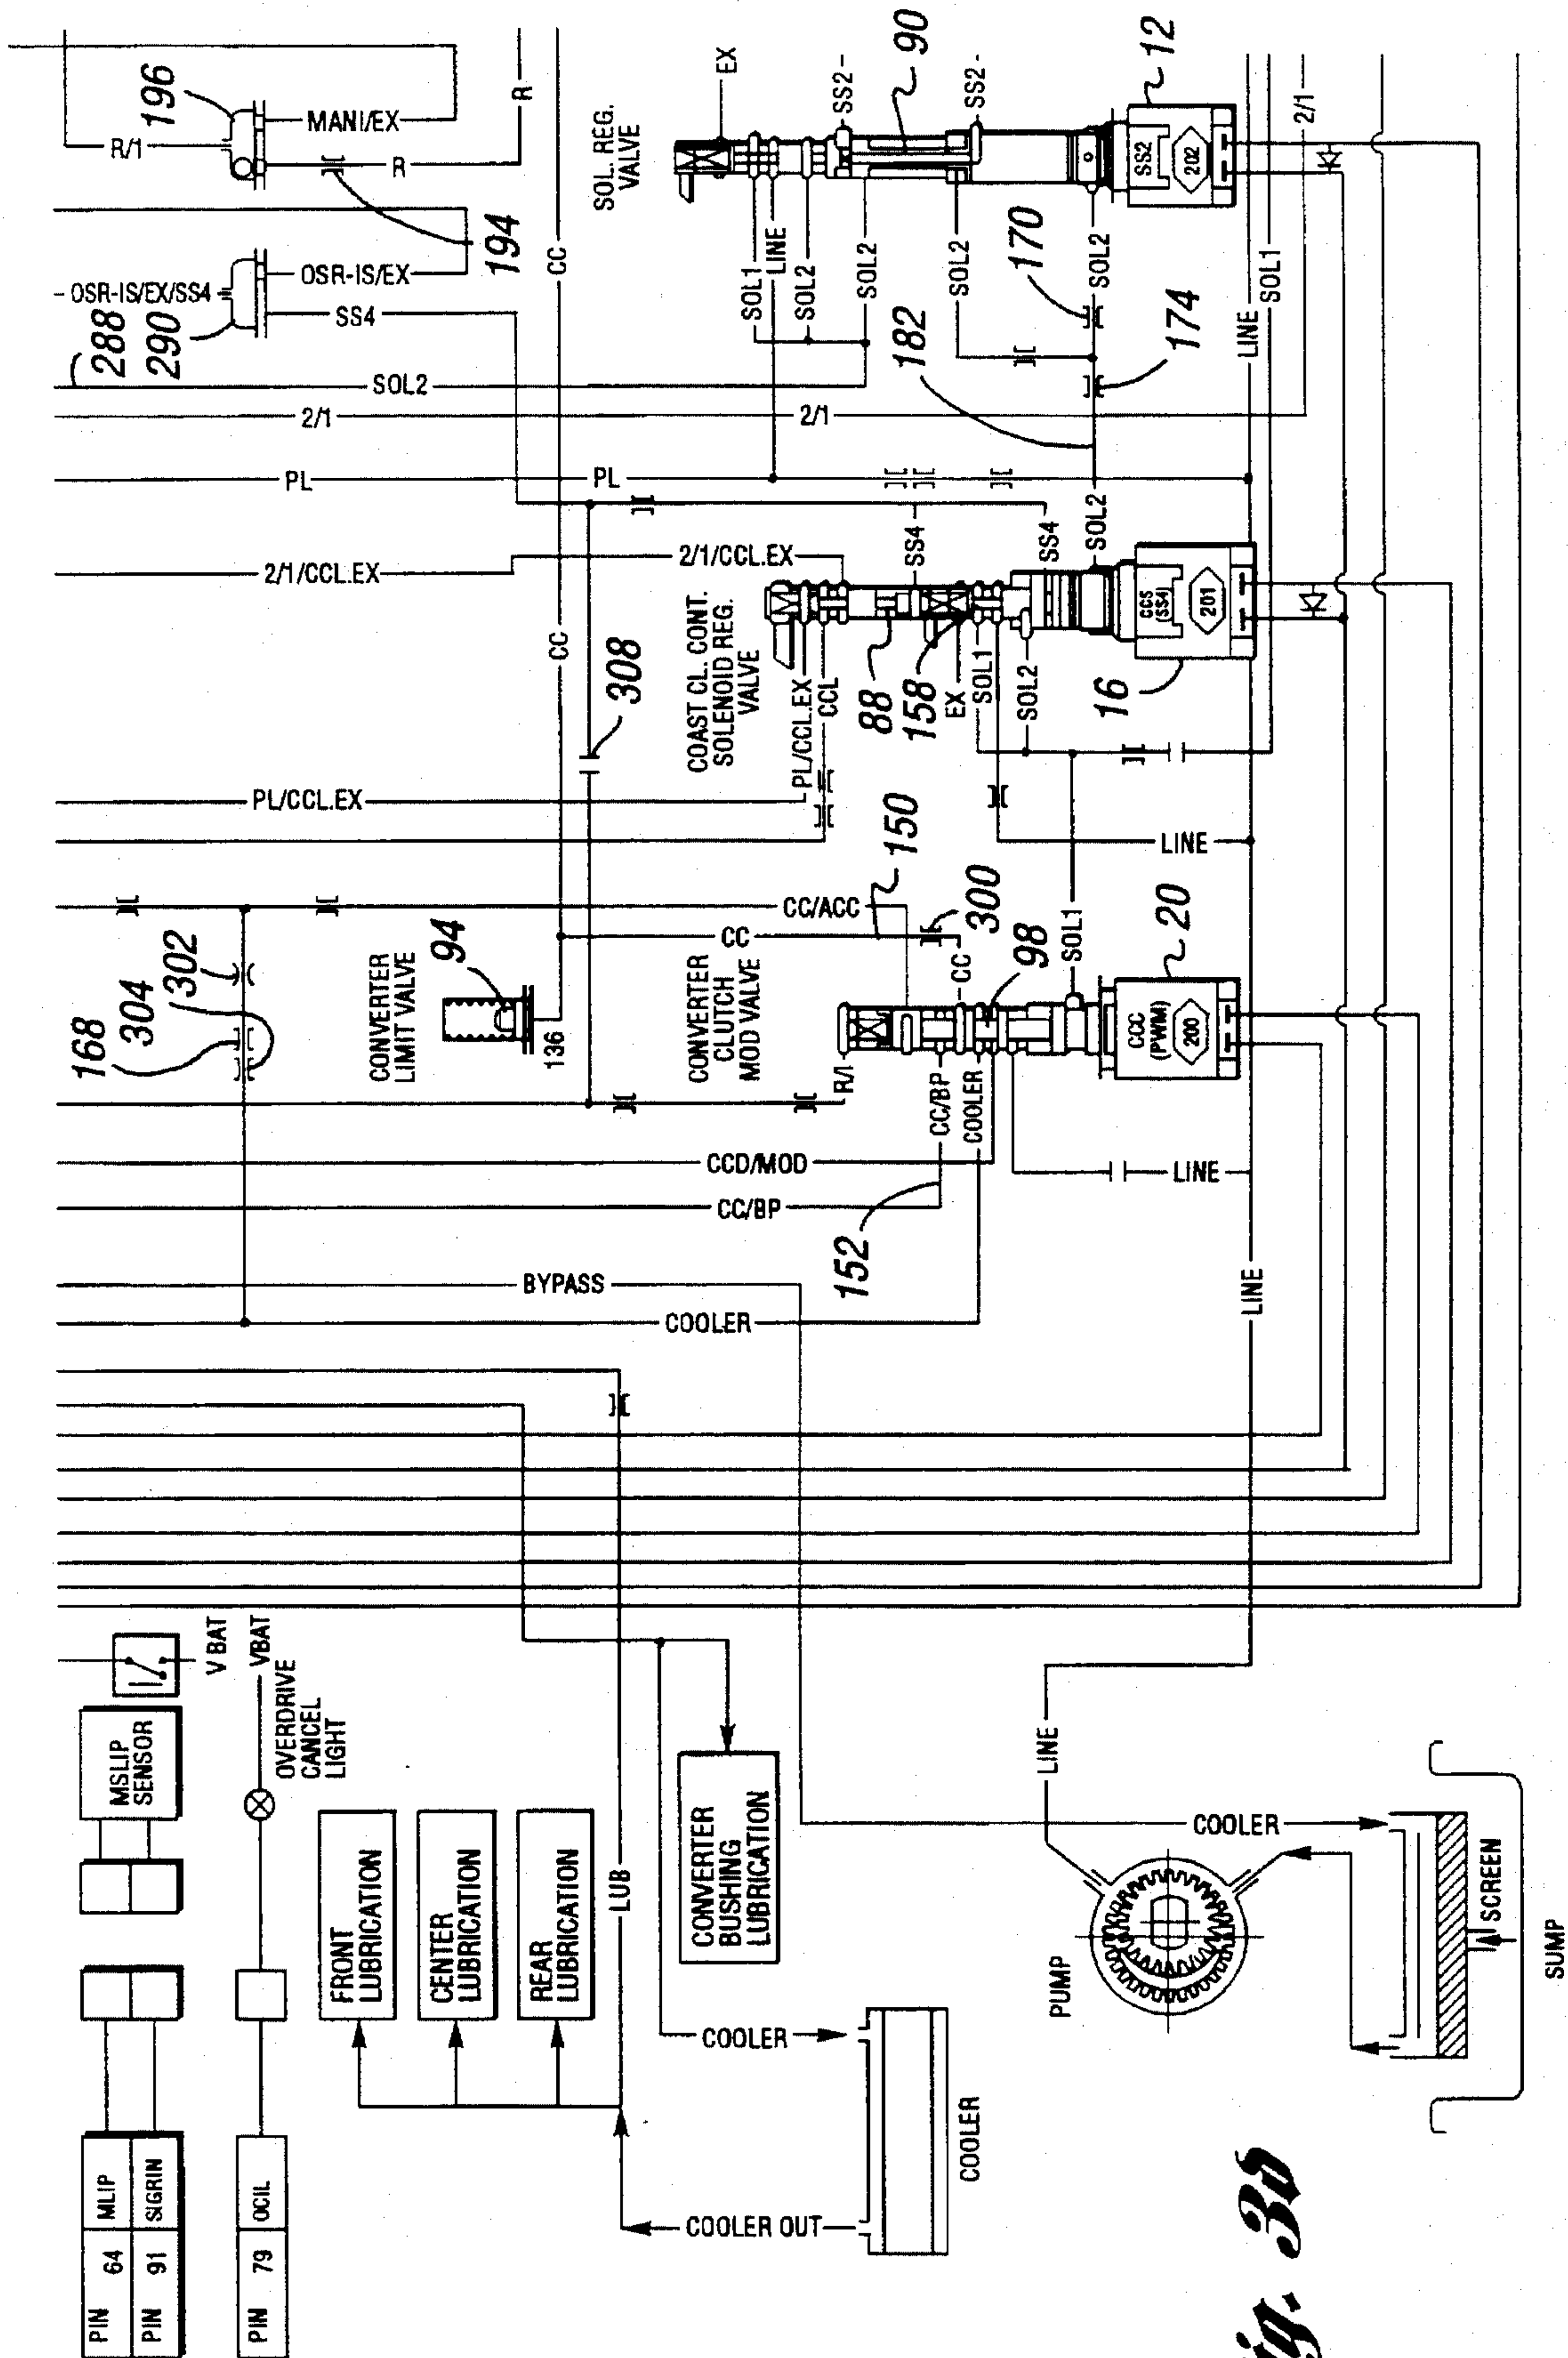 196
R/1
MANI/EX
R
R
194
OSR-IS/EX/SS4
OSR-IS/EX
SS4
288
290
SOL2
CC
2/1
2/1
PL
PL
2/1/CCL.EX
2/1/CCL.EX
CC
308
PL/CCL.EX
SOL. REG.
VALVE
EX
SS2
90
SS2
12
SOL1
LINE
SOL2
SOL2
SOL2
SOL2
170
182
174
SS2
202
2/1
LINE
SOL1
COAST CL. CONT.
SOLENOID REG.
VALVE
PL/CCL.EX
CCL
88
158
EX
SOL1
SOL2
SS4
SS4
SOL2
CCS
(SS4)
201
16
LINE
150
CC/ACC
CC
300
CC
98
SOL1
20
168
304
302
CONVERTER
LIMIT VALVE
94
136
CONVERTER
CLUTCH
MOD VALVE
R/1
CC/BP
COOLER
CCC
(PWM)
200
CCD/MOD
CC/BP
152
LINE
LINE
BYPASS
COOLER
V BAT
VBAT
MSLIP
SENSOR
OVERDRIVE
CANCEL
LIGHT
FRONT
LUBRICATION
CENTER
LUBRICATION
REAR
LUBRICATION
LUB
CONVERTER
BUSHING
LUBRICATION
LINE
COOLER
PUMP
SCREEN
SUMP
COOLER
COOLER
COOLER OUT
PIN 64 MLIP
PIN 91 SIGRIN
PIN 79 OCIL
ig. 3d